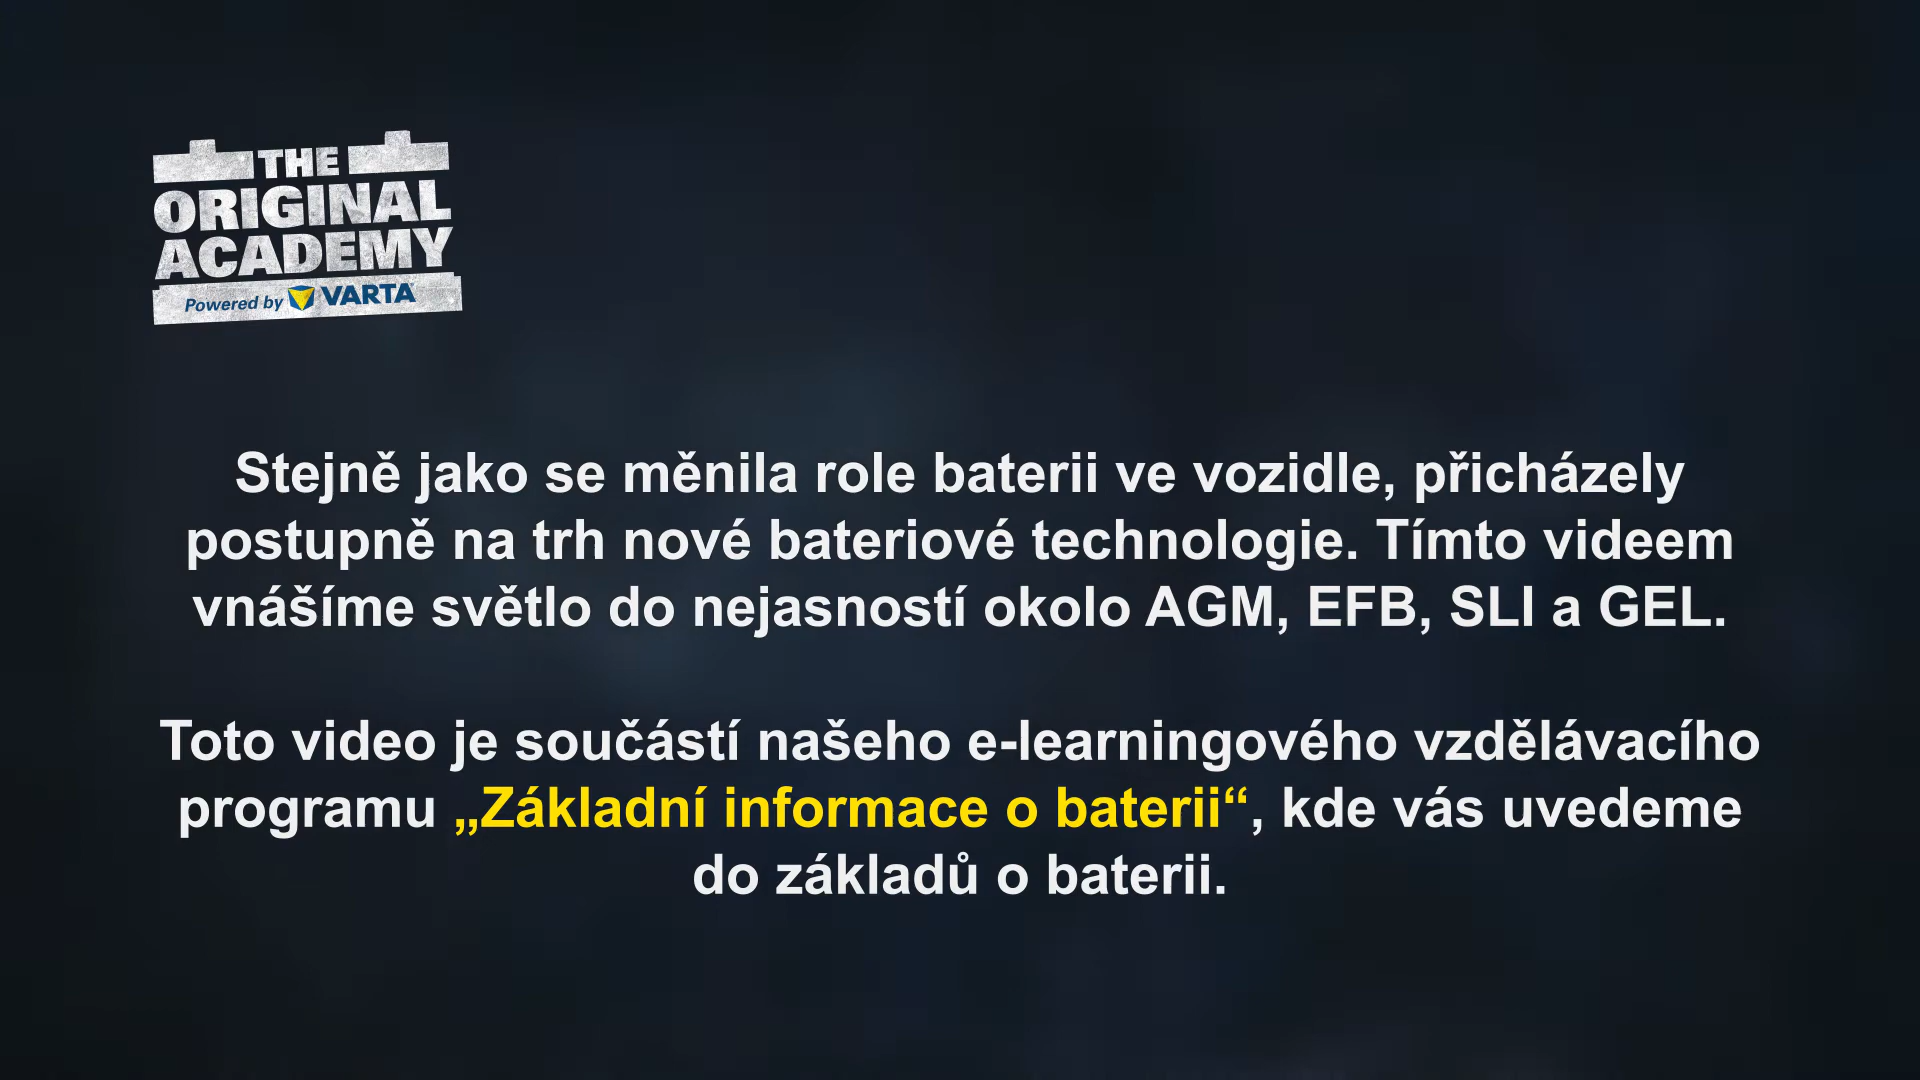 THE
ORIGINAL
ACADEMY
Powered by VARTA
Stejně jako se měnila role baterii ve vozidle, přicházely
postupně na trh nové bateriové technologie. Tímto videem
vnášíme světlo do nejasností okolo AGM, EFB, SLI a GEL.
Toto video je součástí našeho e-learningového vzdělávacího
programu „Základní informace o baterii“, kde vás uvedeme
do základů o baterii.